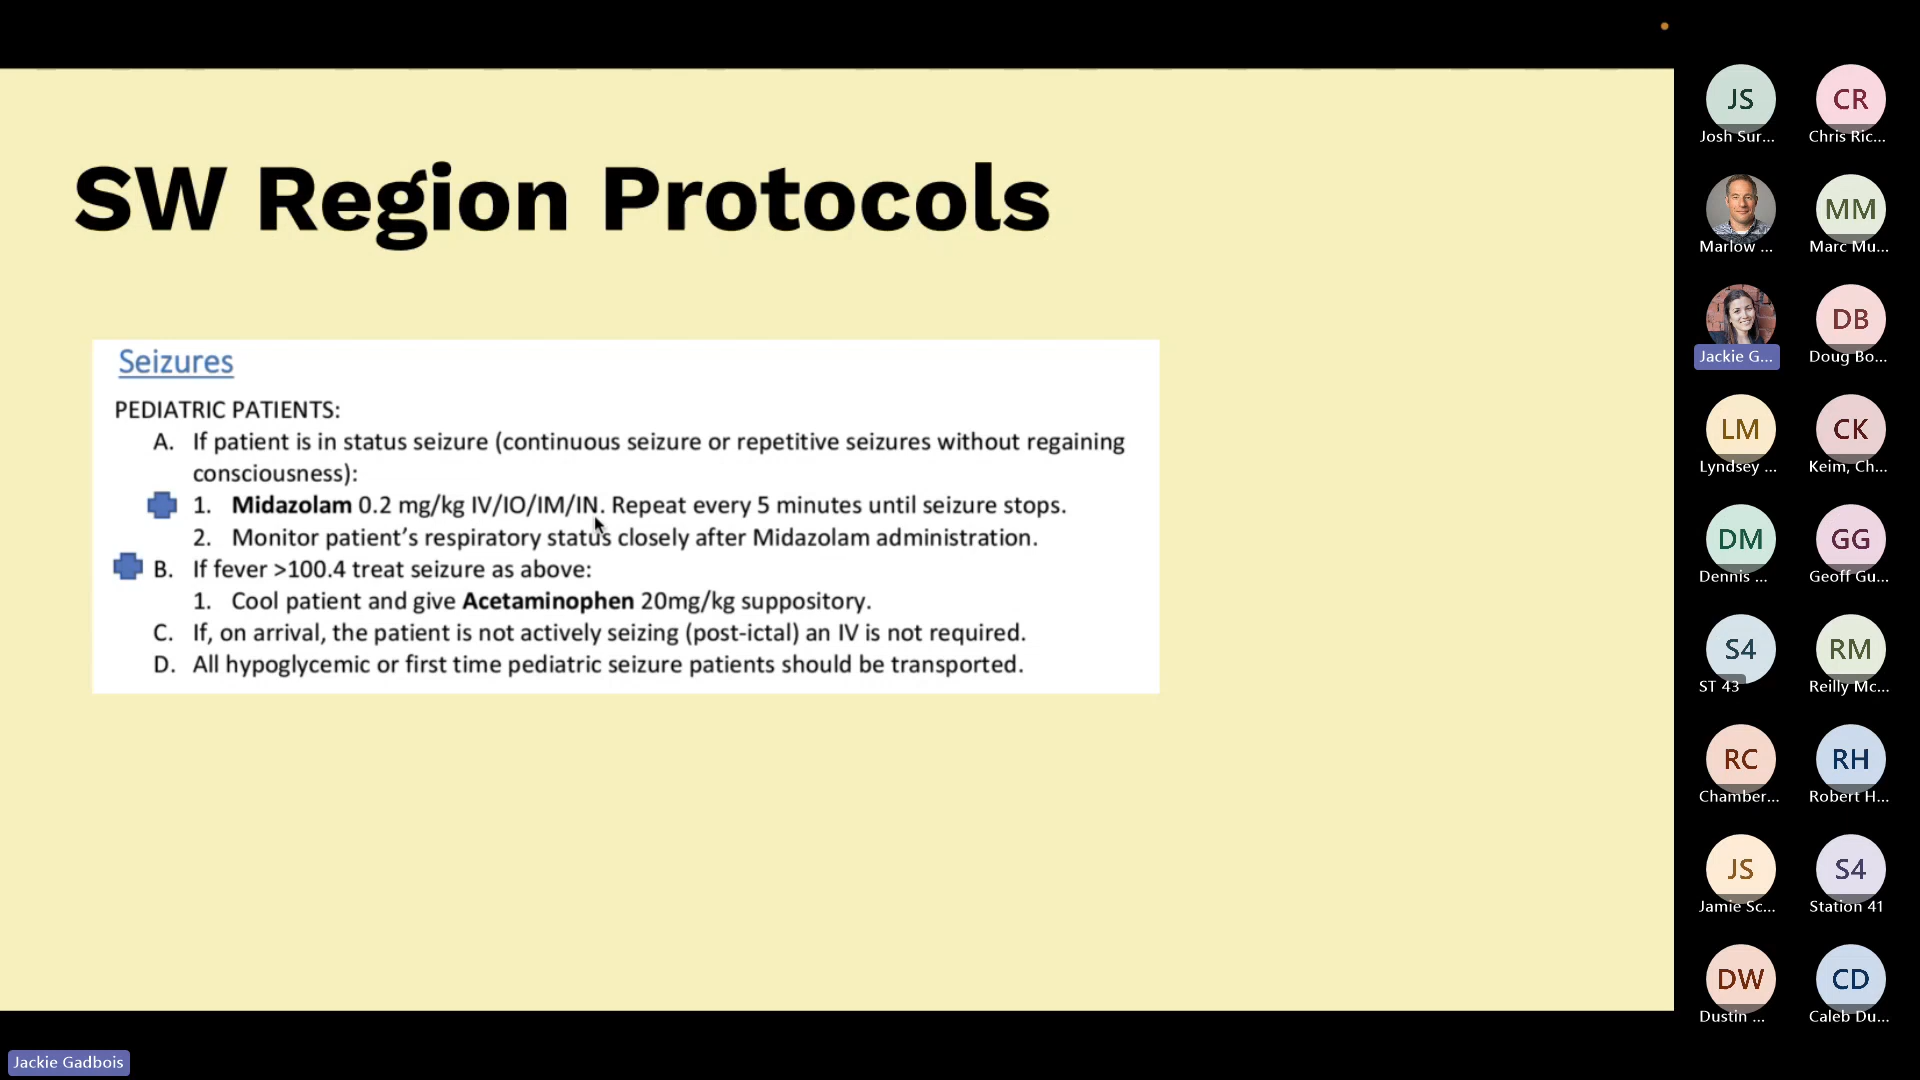 SW Region Protocols
Seizures
PEDIATRIC PATIENTS:
A. If patient is in status seizure (continuous seizure or repetitive seizures without regaining
consciousness):
1. Midazolam 0.2 mg/kg IV/IO/IM/IN. Repeat every 5 minutes until seizure stops.
2. Monitor patient's respiratory status closely after Midazolam administration.
B. If fever >100.4 treat seizure as above:
1. Cool patient and give Acetaminophen 20mg/kg suppository.
C. If, on arrival, the patient is not actively seizing (post-ictal) an IV is not required.
D. All hypoglycemic or first time pediatric seizure patients should be transported.
JS
Josh Sur...
CR
Chris Ric...
Marlow ...
MM
Marc Mu...
Jackie G...
DB
Doug Bo...
LM
Lyndsey ...
CK
Keim, Ch...
DM
Dennis ...
GG
Geoff Gu...
S4
ST 43
RM
Reilly Mc...
RC
Chamber...
RH
Robert H...
JS
Jamie Sc...
S4
Station 41
DW
Dustin ...
CD
Caleb Du...
Jackie Gadbois